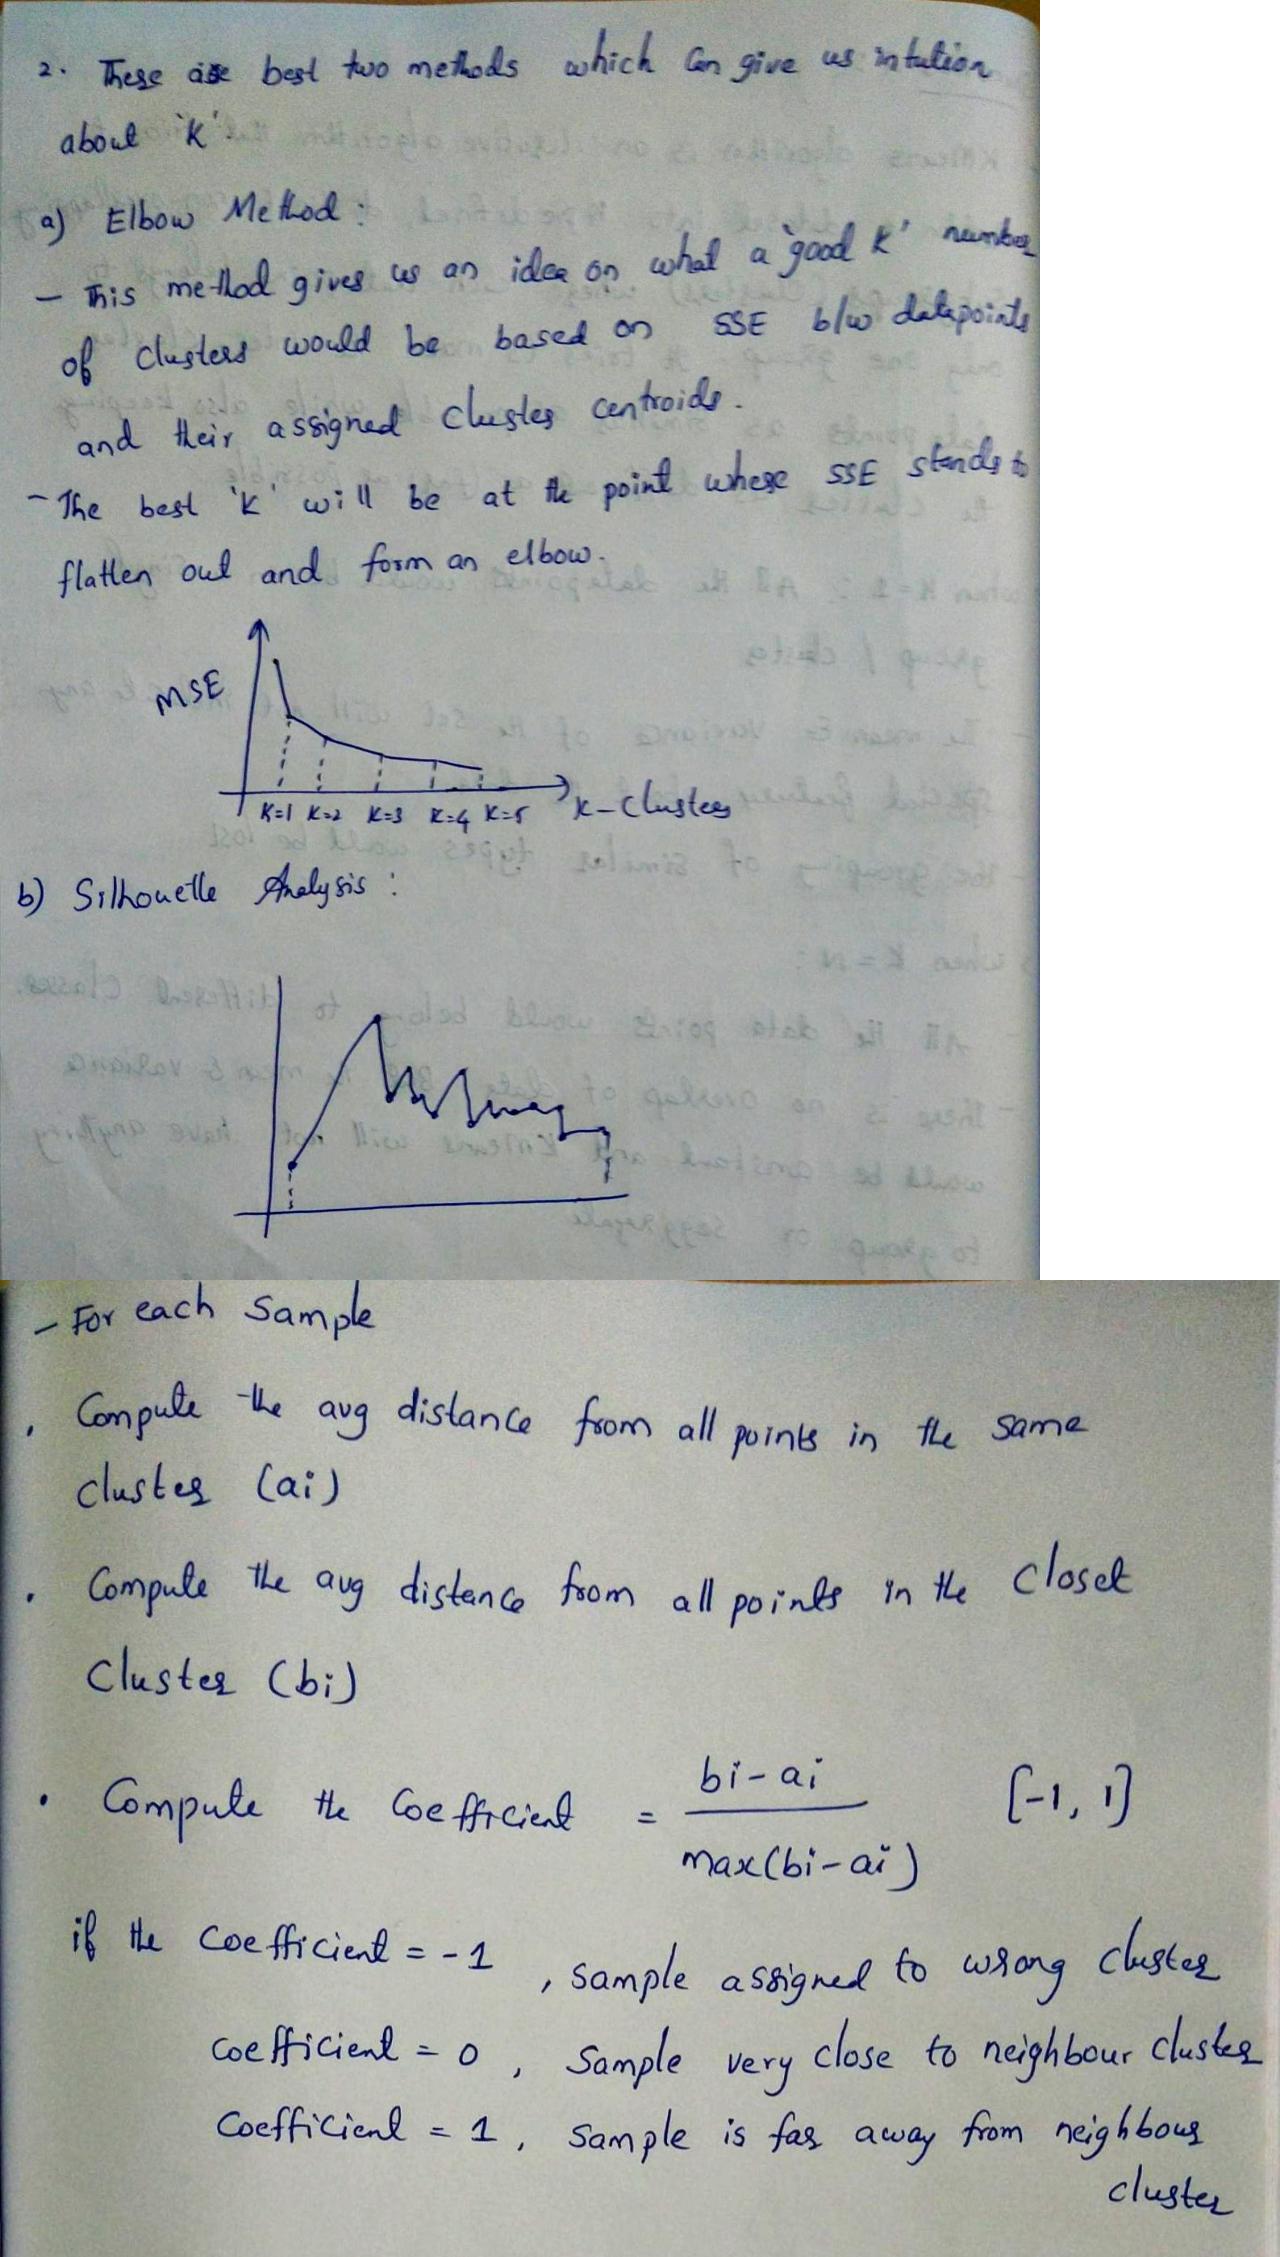 2. These are best two methods which can give us intution
about 'K'.
a) Elbow Method :
- This method gives us an idea on what a 'good K' number
of clusters would be based on SSE b/w datapoints
and their assigned cluster centroids.
- The best 'K' will be at the point where SSE stends to
flatten out and form an elbow.
MSE
K=1 K=2 K=3 K=4 K=5 K-Clusters
b) Silhouette Analysis :
- For each Sample
. Compute the avg distance from all points in the same
cluster (ai)
. Compute the avg distance from all points in the closet
Cluster (bi)
. Compute the Coefficient = bi-ai [-1, 1]
max(bi-ai)
if the coefficient = -1 , sample assigned to wrong cluster
coefficient = 0 , Sample very close to neighbour cluster
Coefficient = 1 , Sample is far away from neighbour
cluster